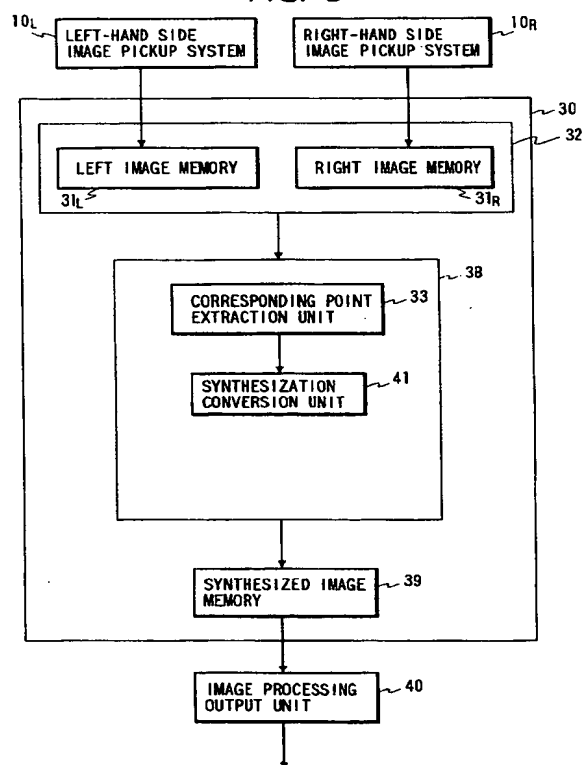 10L
LEFT-HAND SIDE
IMAGE PICKUP SYSTEM
RIGHT-HAND SIDE
IMAGE PICKUP SYSTEM
10R
30
32
LEFT IMAGE MEMORY
RIGHT IMAGE MEMORY
31L
31R
38
CORRESPONDING POINT
EXTRACTION UNIT
33
SYNTHESIZATION
CONVERSION UNIT
41
SYNTHESIZED IMAGE
MEMORY
39
IMAGE PROCESSING
OUTPUT UNIT
40